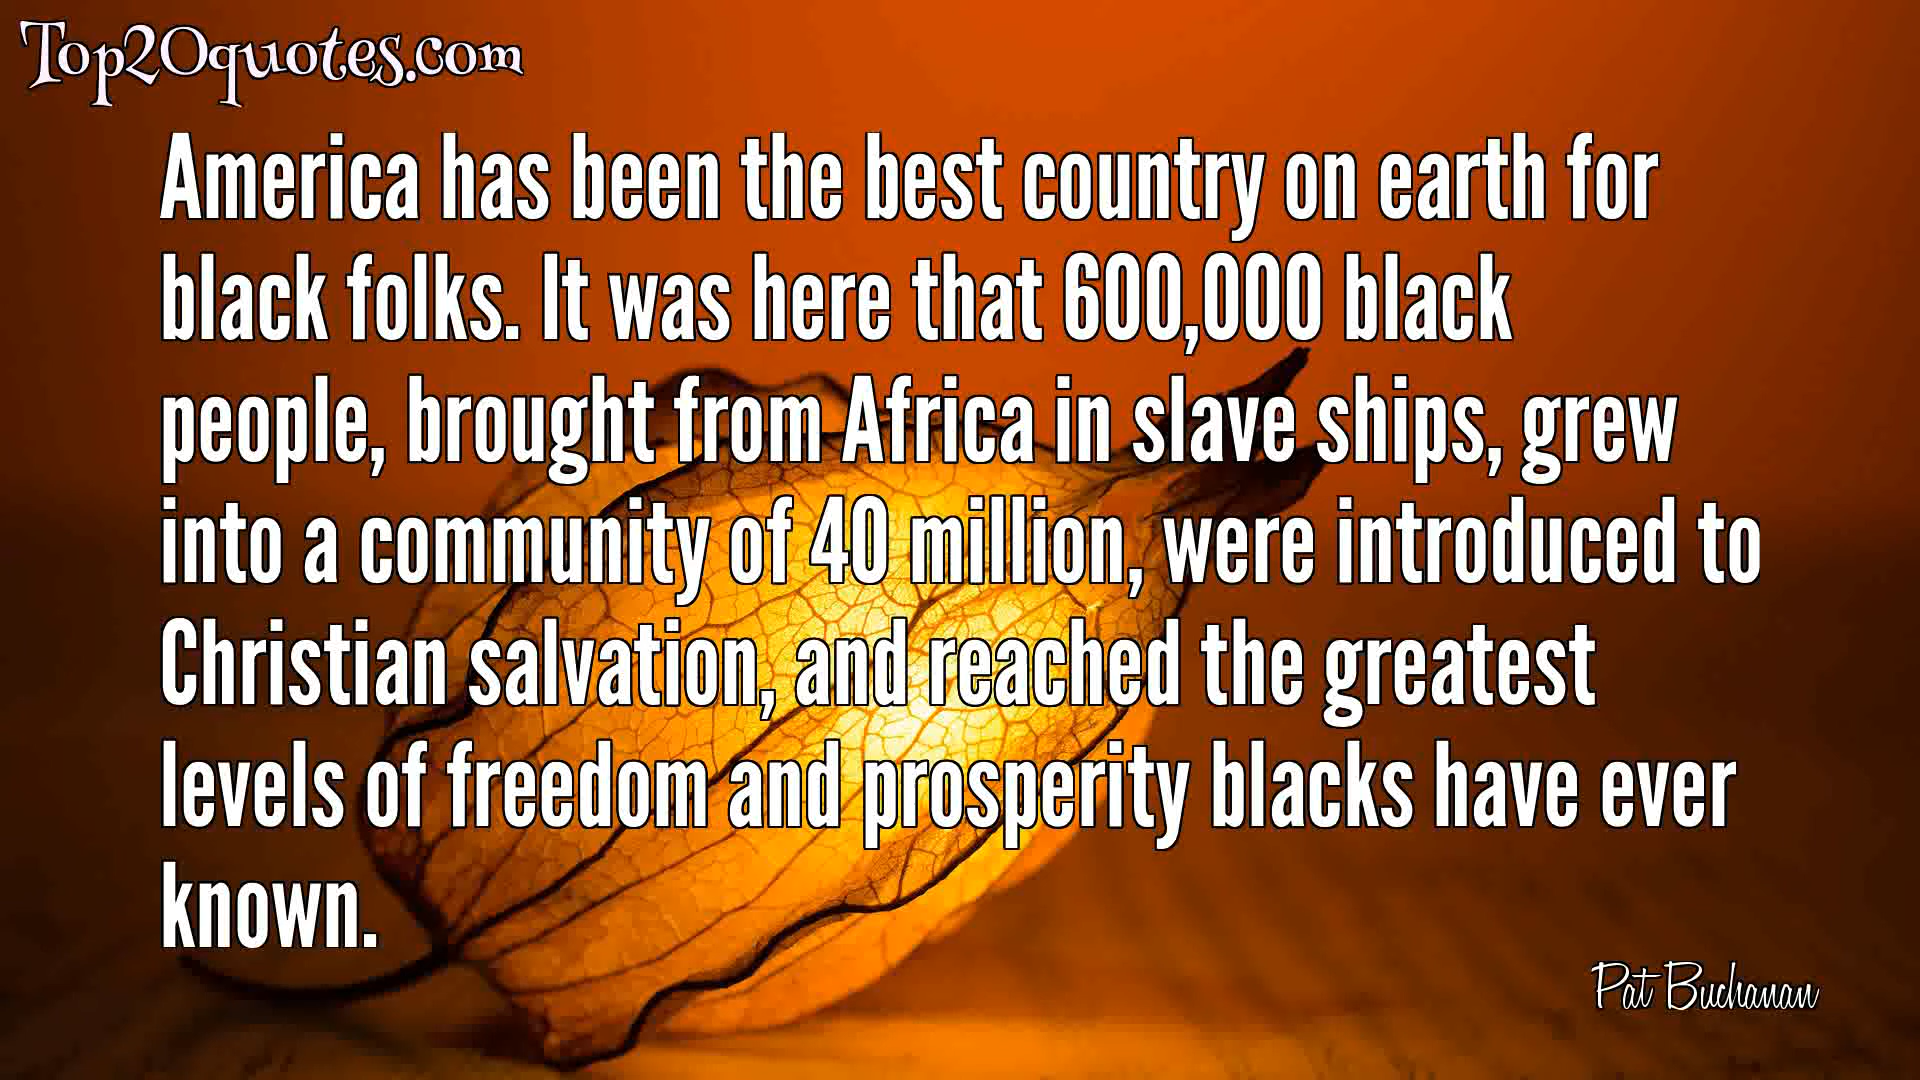 Top20quotes.com
America has been the best country on earth for
black folks. It was here that 600,000 black
people, brought from Africa in slave ships, grew
into a community of 40 million, were introduced to
Christian salvation, and reached the greatest
levels of freedom and prosperity blacks have ever
known.
Pat Buchanan